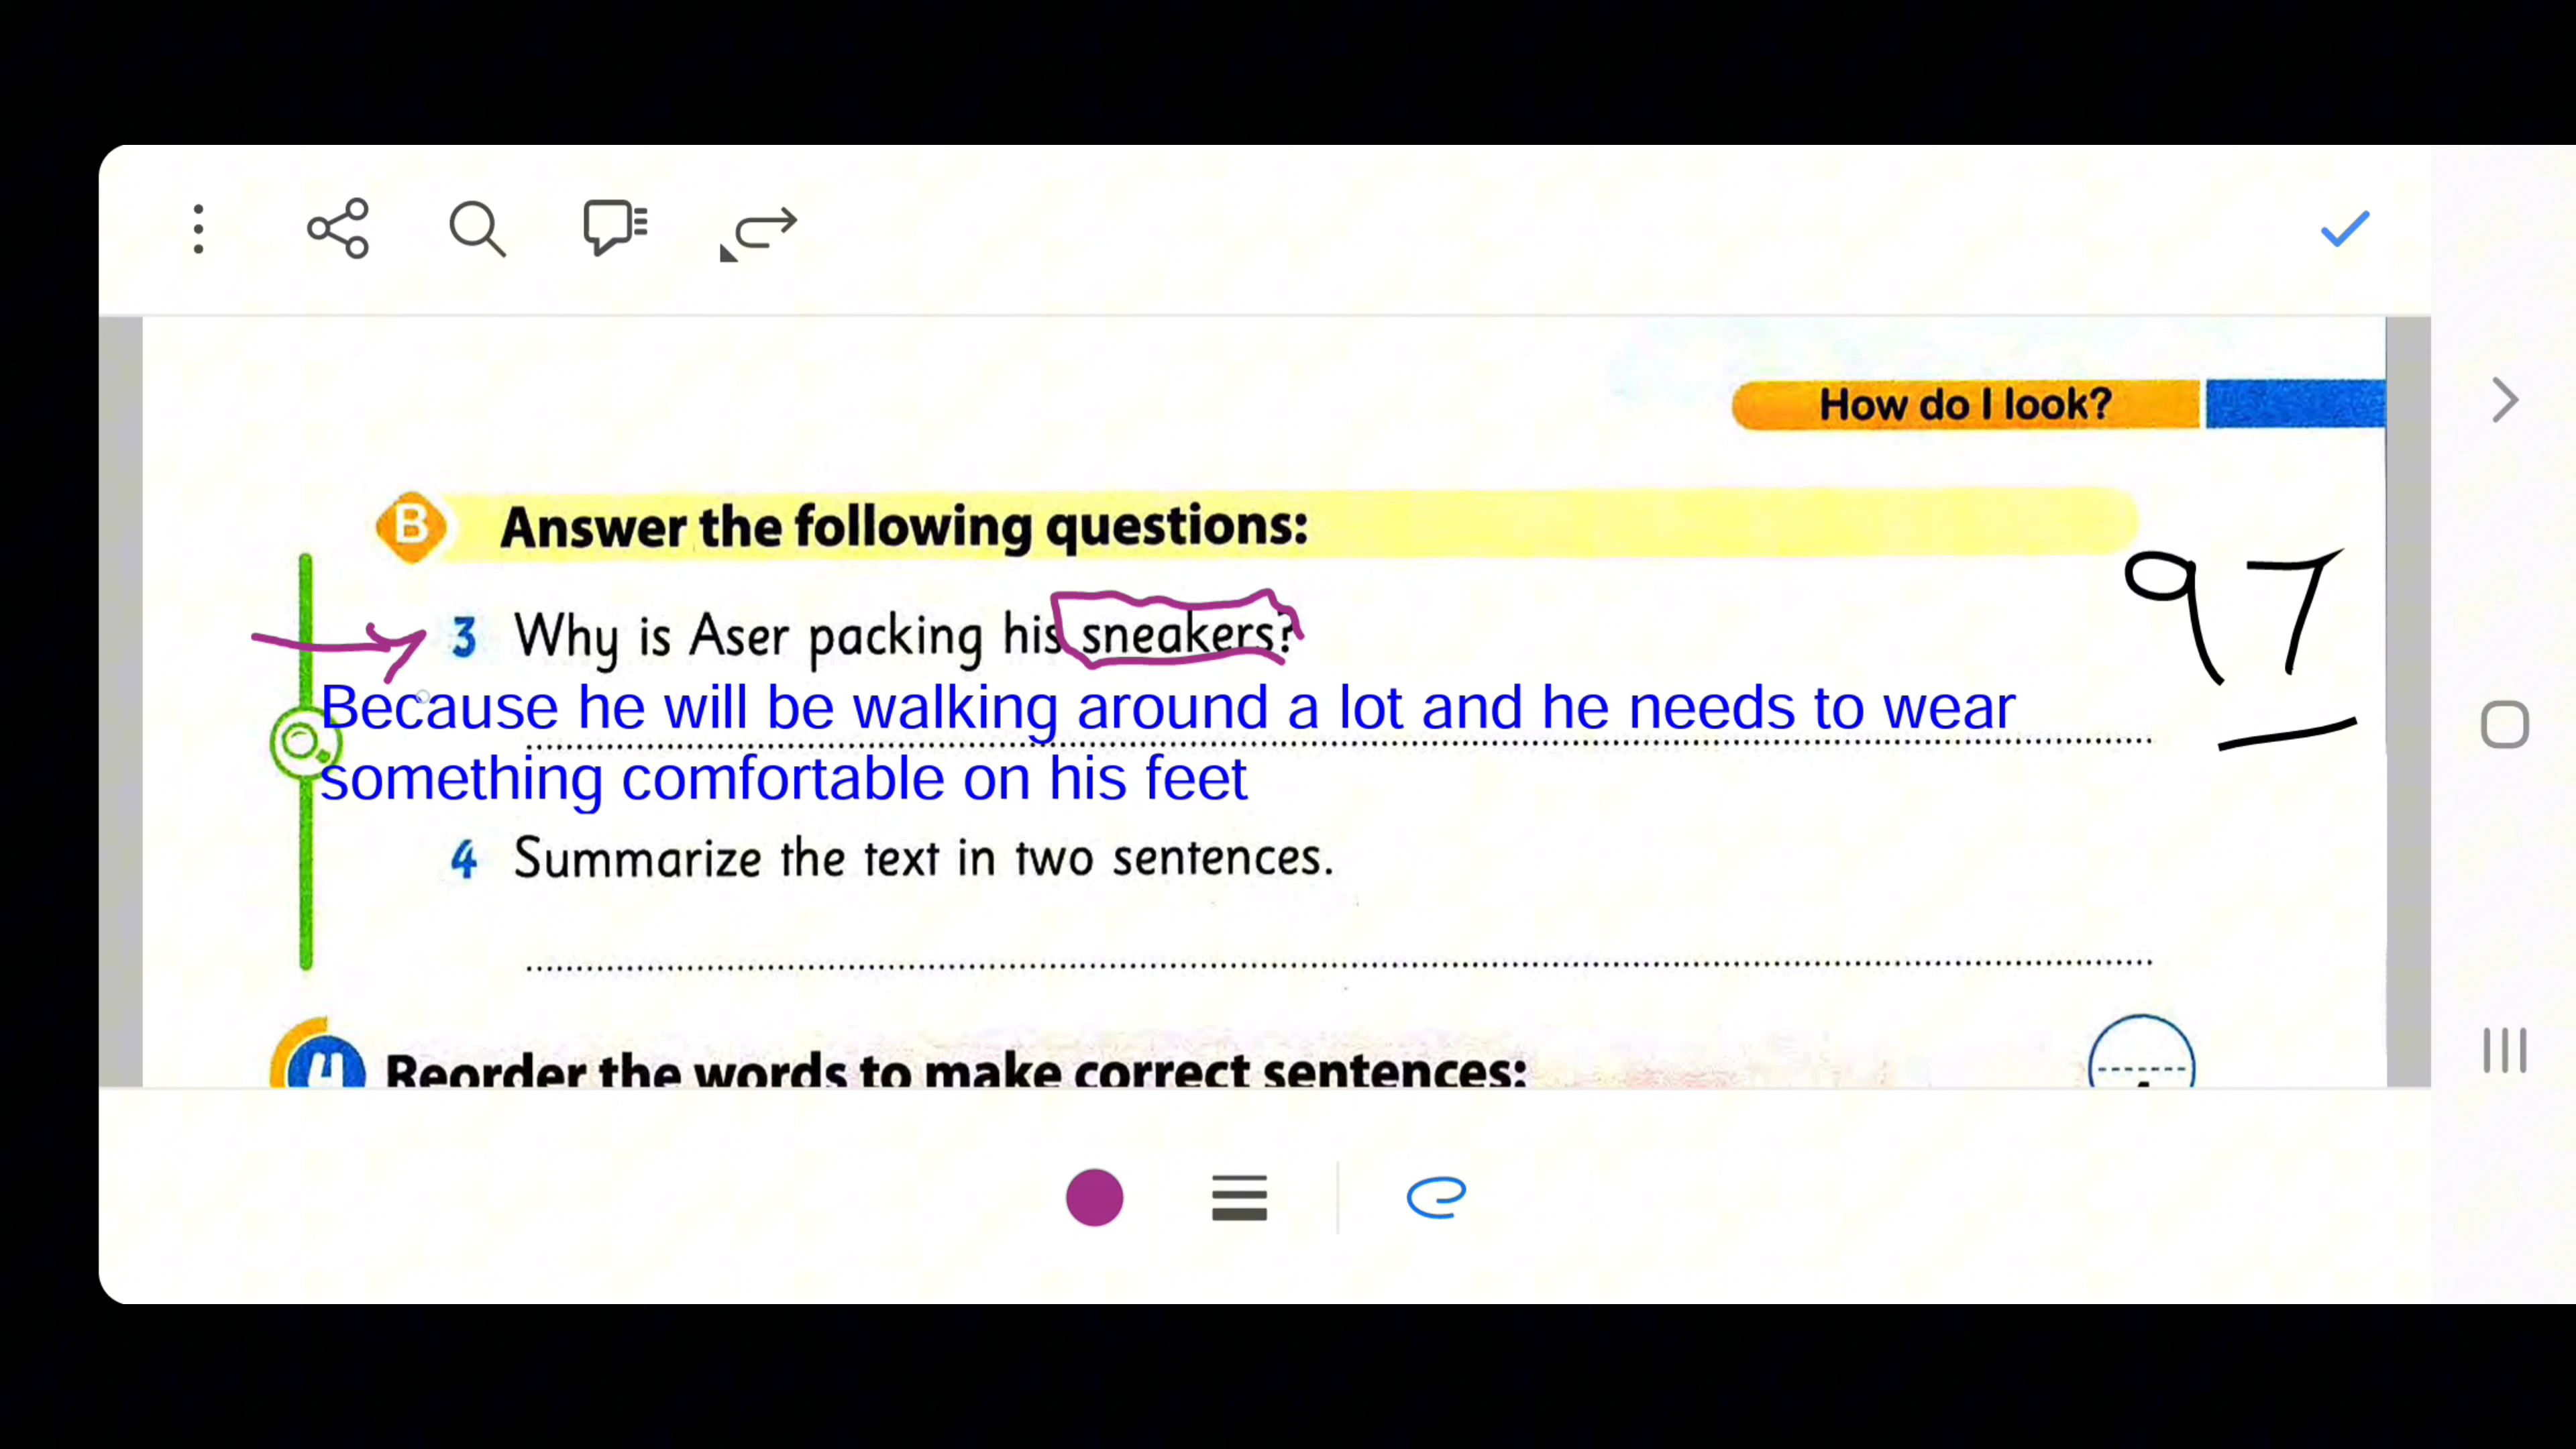 How do I look?
B Answer the following questions:
97
3 Why is Aser packing his sneakers?
Because he will be walking around a lot and he needs to wear
something comfortable on his feet
4 Summarize the text in two sentences.
4 Reorder the words to make correct sentences: